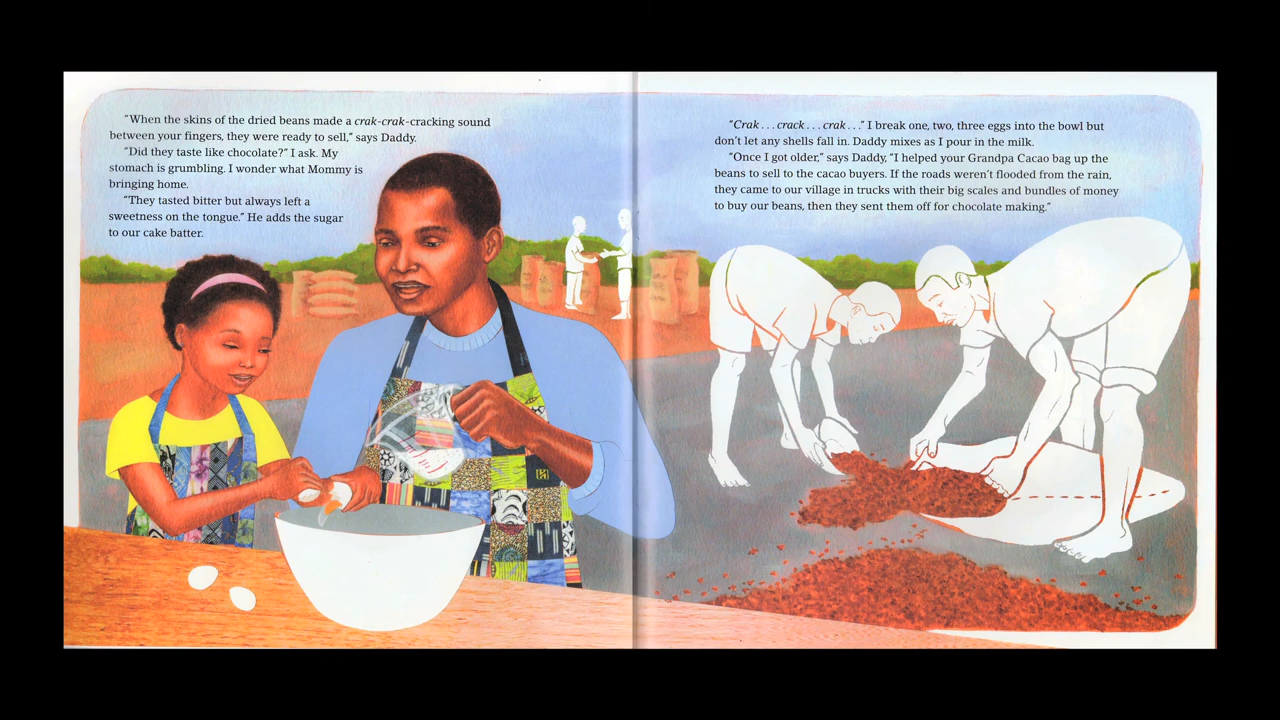 "When the skins of the dried beans made a crak-crak-cracking sound
between your fingers, they were ready to sell," says Daddy.
"Did they taste like chocolate?" I ask. My
stomach is grumbling. I wonder what Mommy is
bringing home.
"They tasted bitter but always left a
sweetness on the tongue." He adds the sugar
to our cake batter.
"Crak . . . crack . . . crak . . ." I break one, two, three eggs into the bowl but
don't let any shells fall in. Daddy mixes as I pour in the milk.
"Once I got older," says Daddy, "I helped your Grandpa Cacao bag up the
beans to sell to the cacao buyers. If the roads weren't flooded from the rain,
they came to our village in trucks with their big scales and bundles of money
to buy our beans, then they sent them off for chocolate making."